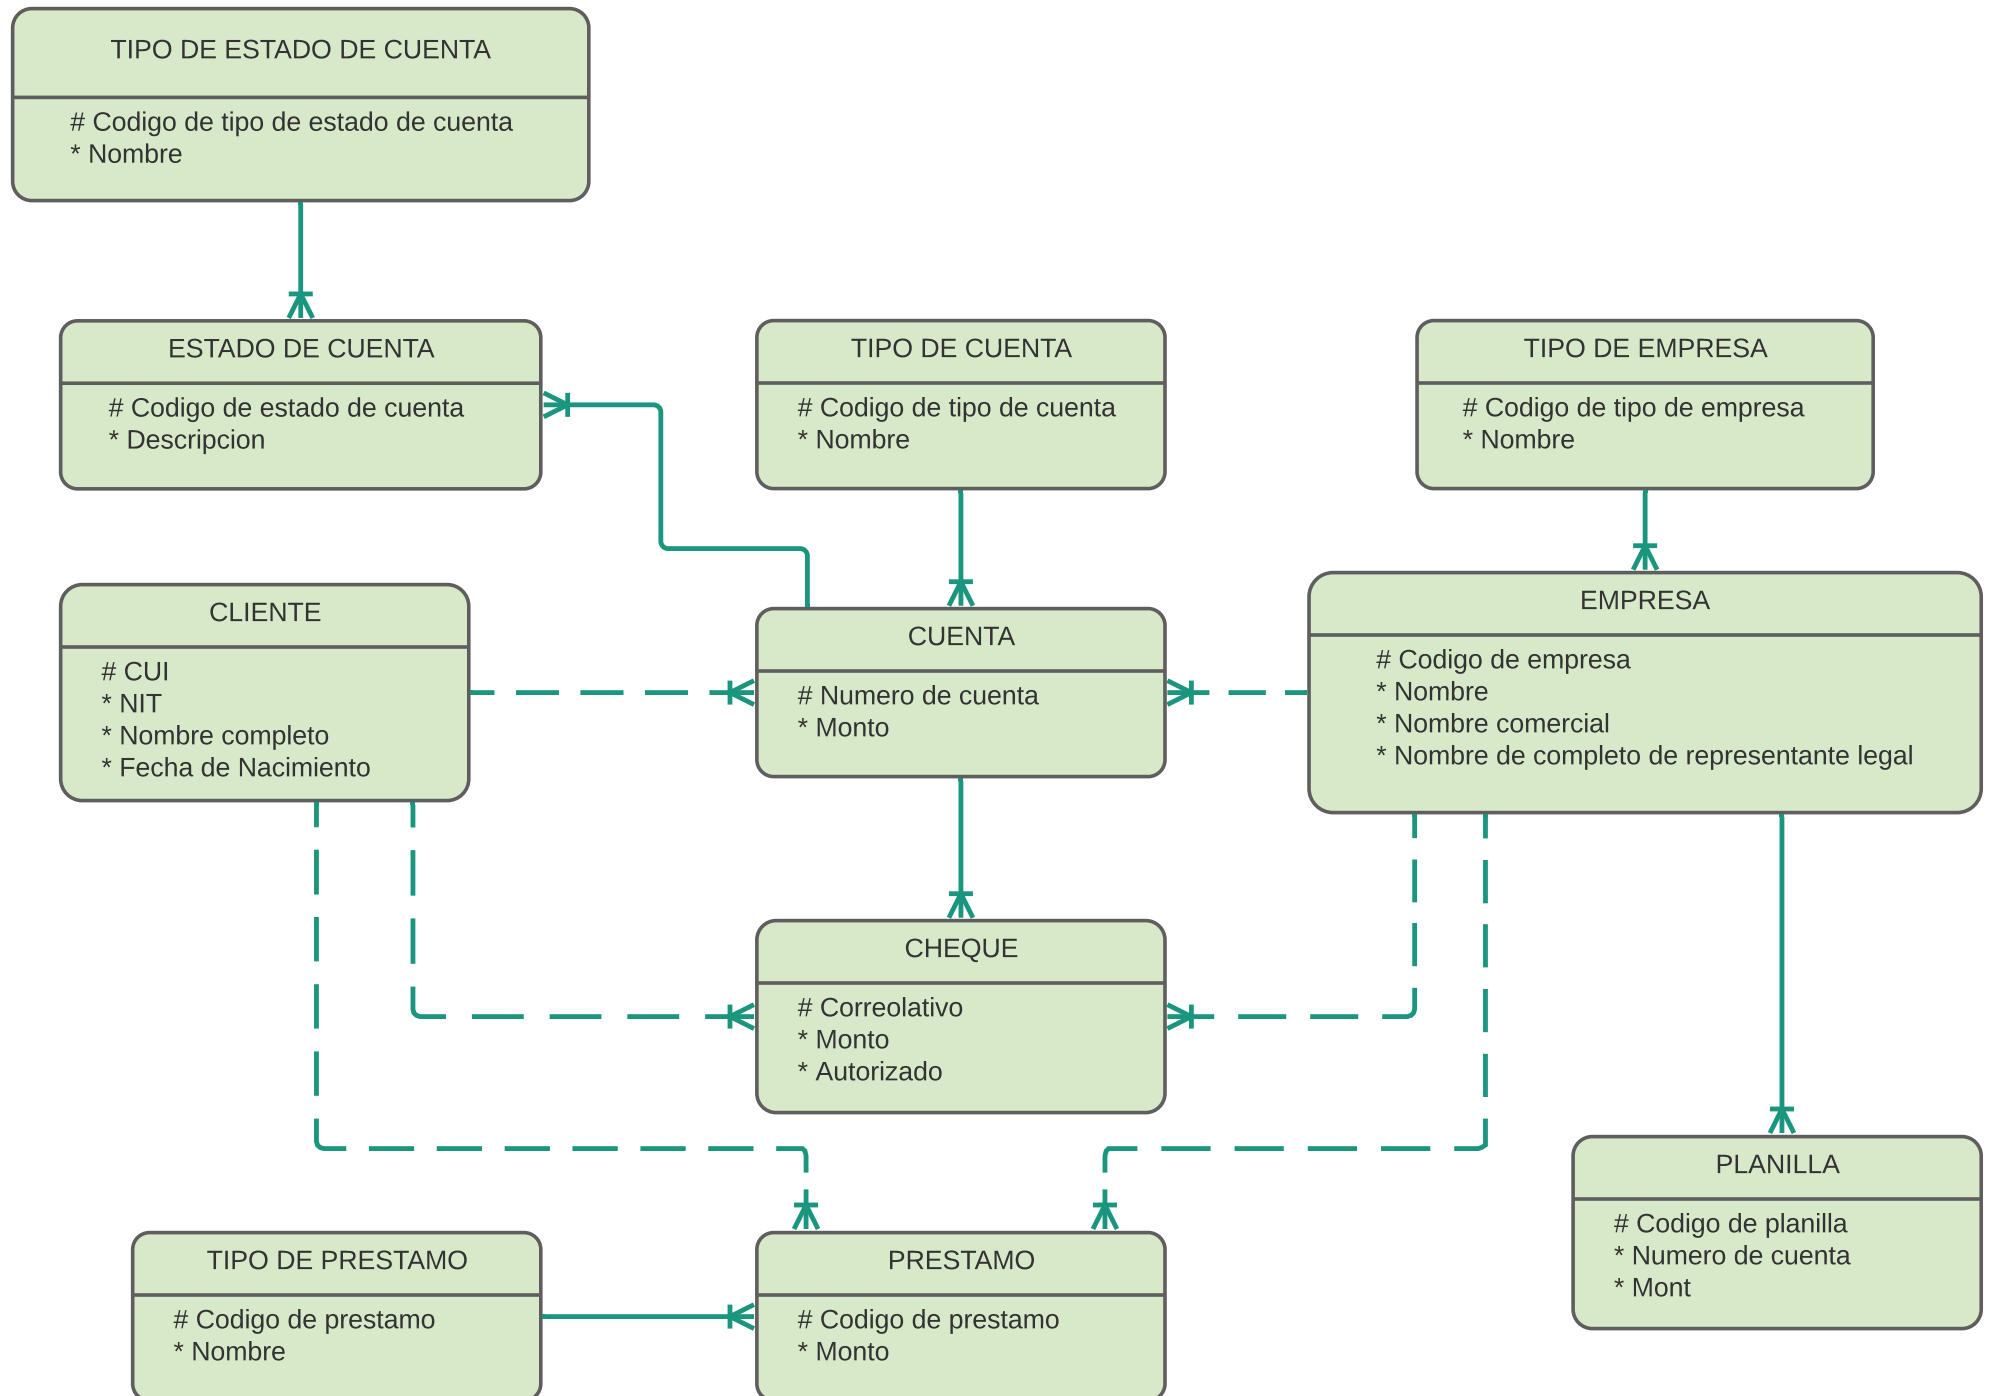 TIPO DE ESTADO DE CUENTA
# Codigo de tipo de estado de cuenta
* Nombre
ESTADO DE CUENTA
# Codigo de estado de cuenta
* Descripcion
TIPO DE CUENTA
# Codigo de tipo de cuenta
* Nombre
TIPO DE EMPRESA
# Codigo de tipo de empresa
* Nombre
CLIENTE
# CUI
* NIT
* Nombre completo
* Fecha de Nacimiento
CUENTA
# Numero de cuenta
* Monto
EMPRESA
# Codigo de empresa
* Nombre
* Nombre comercial
* Nombre de completo de representante legal
CHEQUE
# Correolativo
* Monto
* Autorizado
PLANILLA
# Codigo de planilla
* Numero de cuenta
* Mont
TIPO DE PRESTAMO
# Codigo de prestamo
* Nombre
PRESTAMO
# Codigo de prestamo
* Monto